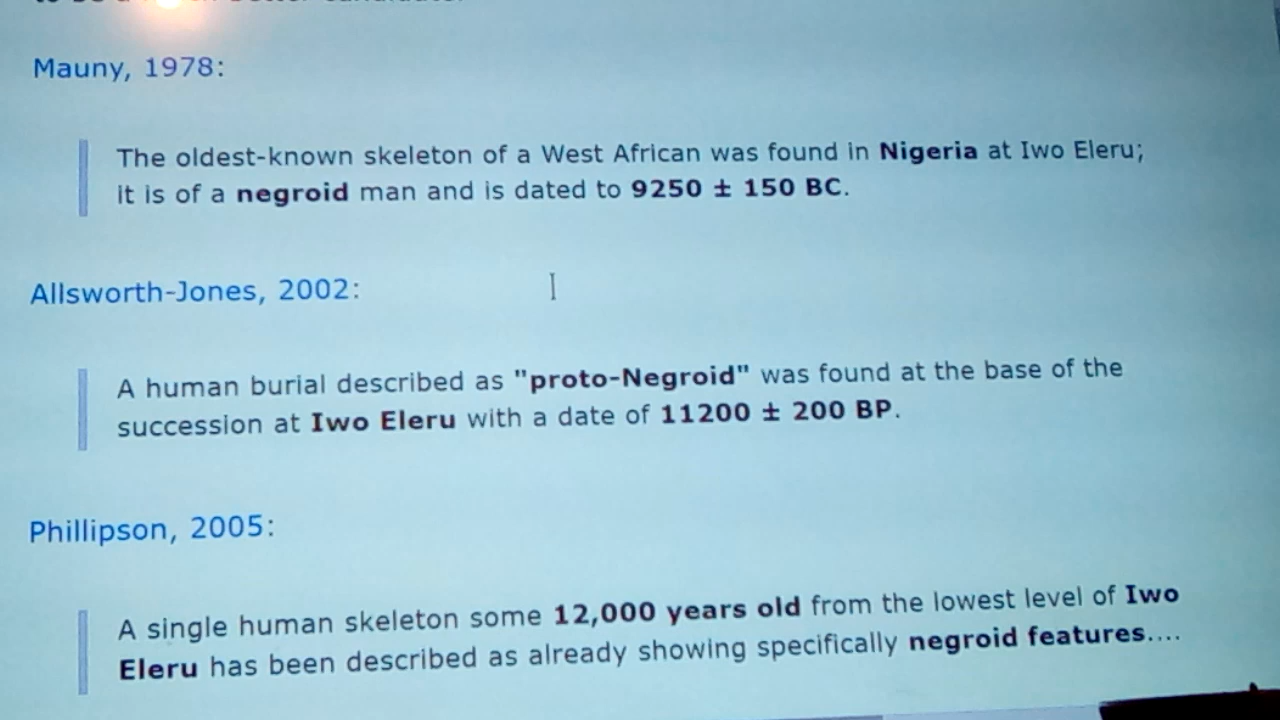 Mauny, 1978:
The oldest-known skeleton of a West African was found in Nigeria at Iwo Eleru;
it is of a negroid man and is dated to 9250 ± 150 BC.
Allsworth-Jones, 2002:
A human burial described as "proto-Negroid" was found at the base of the
succession at Iwo Eleru with a date of 11200 ± 200 BP.
Phillipson, 2005:
A single human skeleton some 12,000 years old from the lowest level of Iwo
Eleru has been described as already showing specifically negroid features....